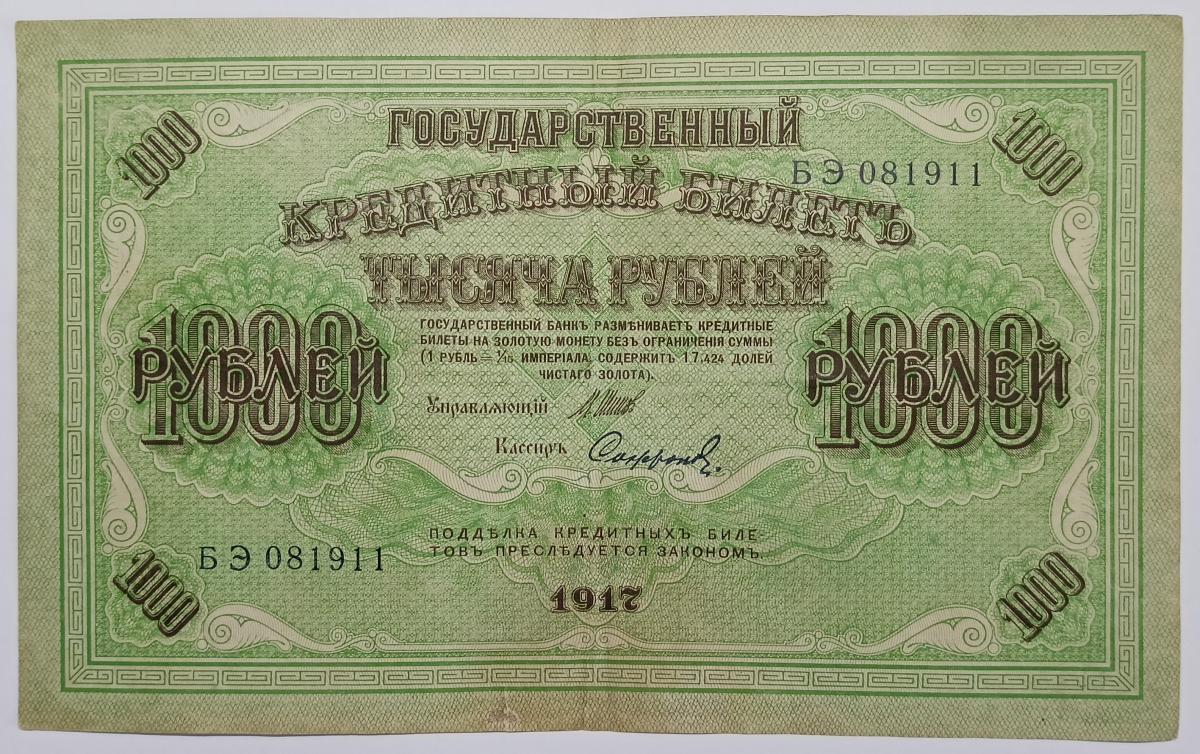 1000
1000
ГОСУДАРСТВЕННЫЙ
БЭ 081911
КРЕДИТНЫЙ БИЛЕТЪ
ТЫСЯЧА РУБЛЕЙ
ГОСУДАРСТВЕННЫЙ БАНКЪ РАЗМѢНИВАЕТЪ КРЕДИТНЫЕ
БИЛЕТЫ НА ЗОЛОТУЮ МОНЕТУ БЕЗЪ ОГРАНИЧЕНІЯ СУММЫ
(1 РУБЛЬ = 1/15 ИМПЕРІАЛА, СОДЕРЖИТЪ 17,424 ДОЛЕЙ
ЧИСТАГО ЗОЛОТА).
1000
РУБЛЕЙ
1000
РУБЛЕЙ
Управляющій
Кассиръ Софронов
ПОДДѢЛКА КРЕДИТНЫХЪ БИЛЕ-
ТОВЪ ПРЕСЛѢДУЕТСЯ ЗАКОНОМЪ.
БЭ 081911
1917
1000
1000